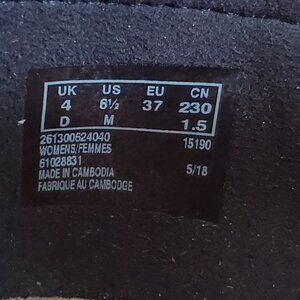 UK US EU CN
4 6½ 37 230
D M 1.5
261300624040 15190
WOMENS/FEMMES
61028831
MADE IN CAMBODIA 5/18
FABRIQUE AU CAMBODGE